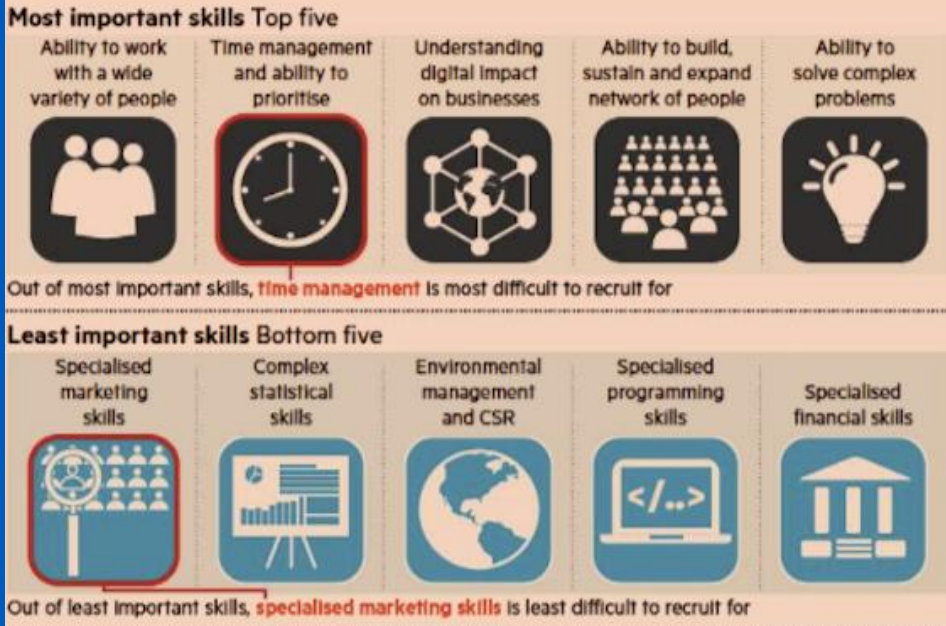 Most important skills Top five
Ability to work
with a wide
variety of people
Time management
and ability to
prioritise
Understanding
digital impact
on businesses
Ability to build,
sustain and expand
network of people
Ability to
solve complex
problems
Out of most important skills, time management is most difficult to recruit for
Least important skills Bottom five
Specialised
marketing
skills
Complex
statistical
skills
Environmental
management
and CSR
Specialised
programming
skills
</..>
Specialised
financial skills
Out of least important skills, specialised marketing skills is least difficult to recruit for